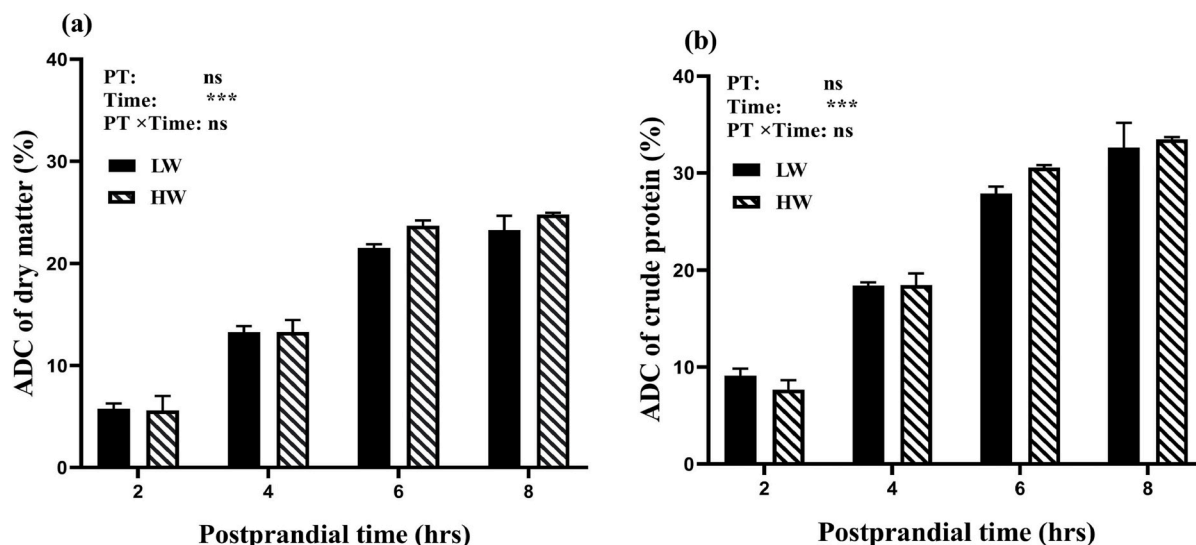 (a)
ADC of dry matter (%)
40
30
20
10
0
PT: ns
Time: ***
PT ×Time: ns
LW
HW
2 4 6 8
Postprandial time (hrs)
(b)
ADC of crude protein (%)
40
30
20
10
0
PT: ns
Time: ***
PT ×Time: ns
LW
HW
2 4 6 8
Postprandial time (hrs)